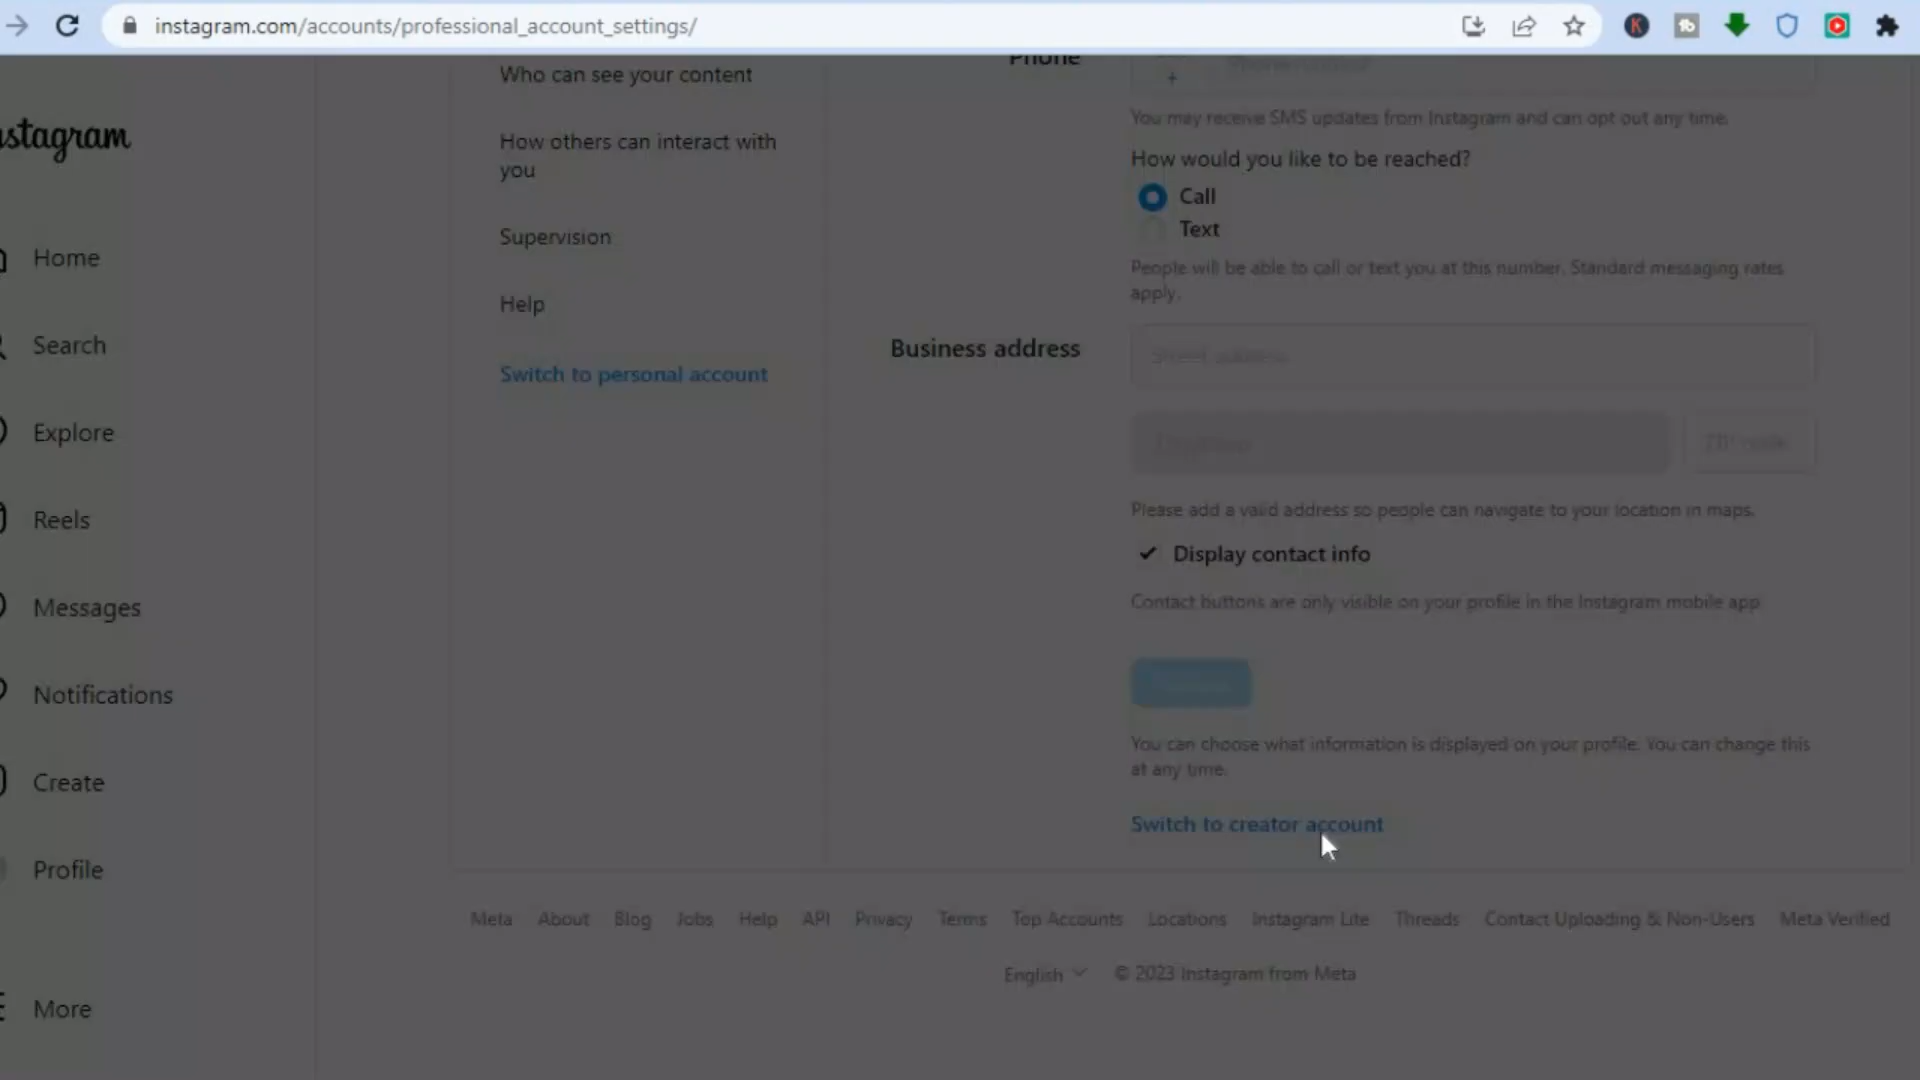 instagram.com/accounts/professional_account_settings/
nstagram
Home
Search
Explore
Reels
Messages
Notifications
Create
Profile
More
Who can see your content
How others can interact with
you
Supervision
Help
Switch to personal account
Phone
+
You may receive SMS updates from Instagram and can opt out any time.
How would you like to be reached?
Call
Text
People will be able to call or text you at this number. Standard messaging rates
apply.
Business address
Street address
City/Town
ZIP code
Please add a valid address so people can navigate to your location in maps.
Display contact info
Contact buttons are only visible on your profile in the Instagram mobile app
You can choose what information is displayed on your profile. You can change this
at any time.
Switch to creator account
Meta About Blog Jobs Help API Privacy Terms Top Accounts Locations Instagram Lite Threads Contact Uploading & Non-Users Meta Verified
English © 2023 Instagram from Meta